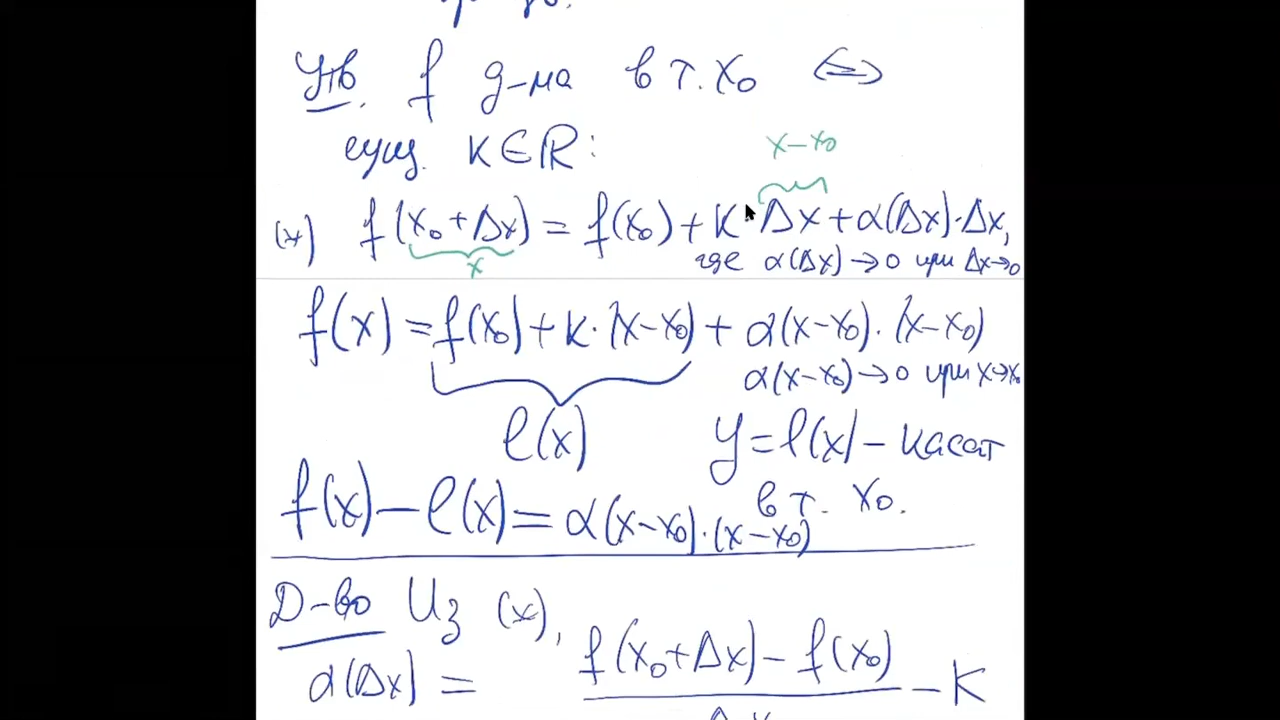 Утв. f д-ма в т. x₀ ⇔
сущ. K∈ℝ:
x-x₀
(*) f(x₀+Δx) = f(x₀) + K·Δx + α(Δx)·Δx,
x
где α(Δx)→0 при Δx→0
f(x) = f(x₀) + K·(x-x₀) + α(x-x₀)·(x-x₀)
α(x-x₀)→0 при x→x₀
ℓ(x)
y = ℓ(x) - касат
в т. x₀.
f(x) - ℓ(x) = α(x-x₀)·(x-x₀)
Д-во Из (*),
f(x₀+Δx) - f(x₀)
α(Δx) = - K